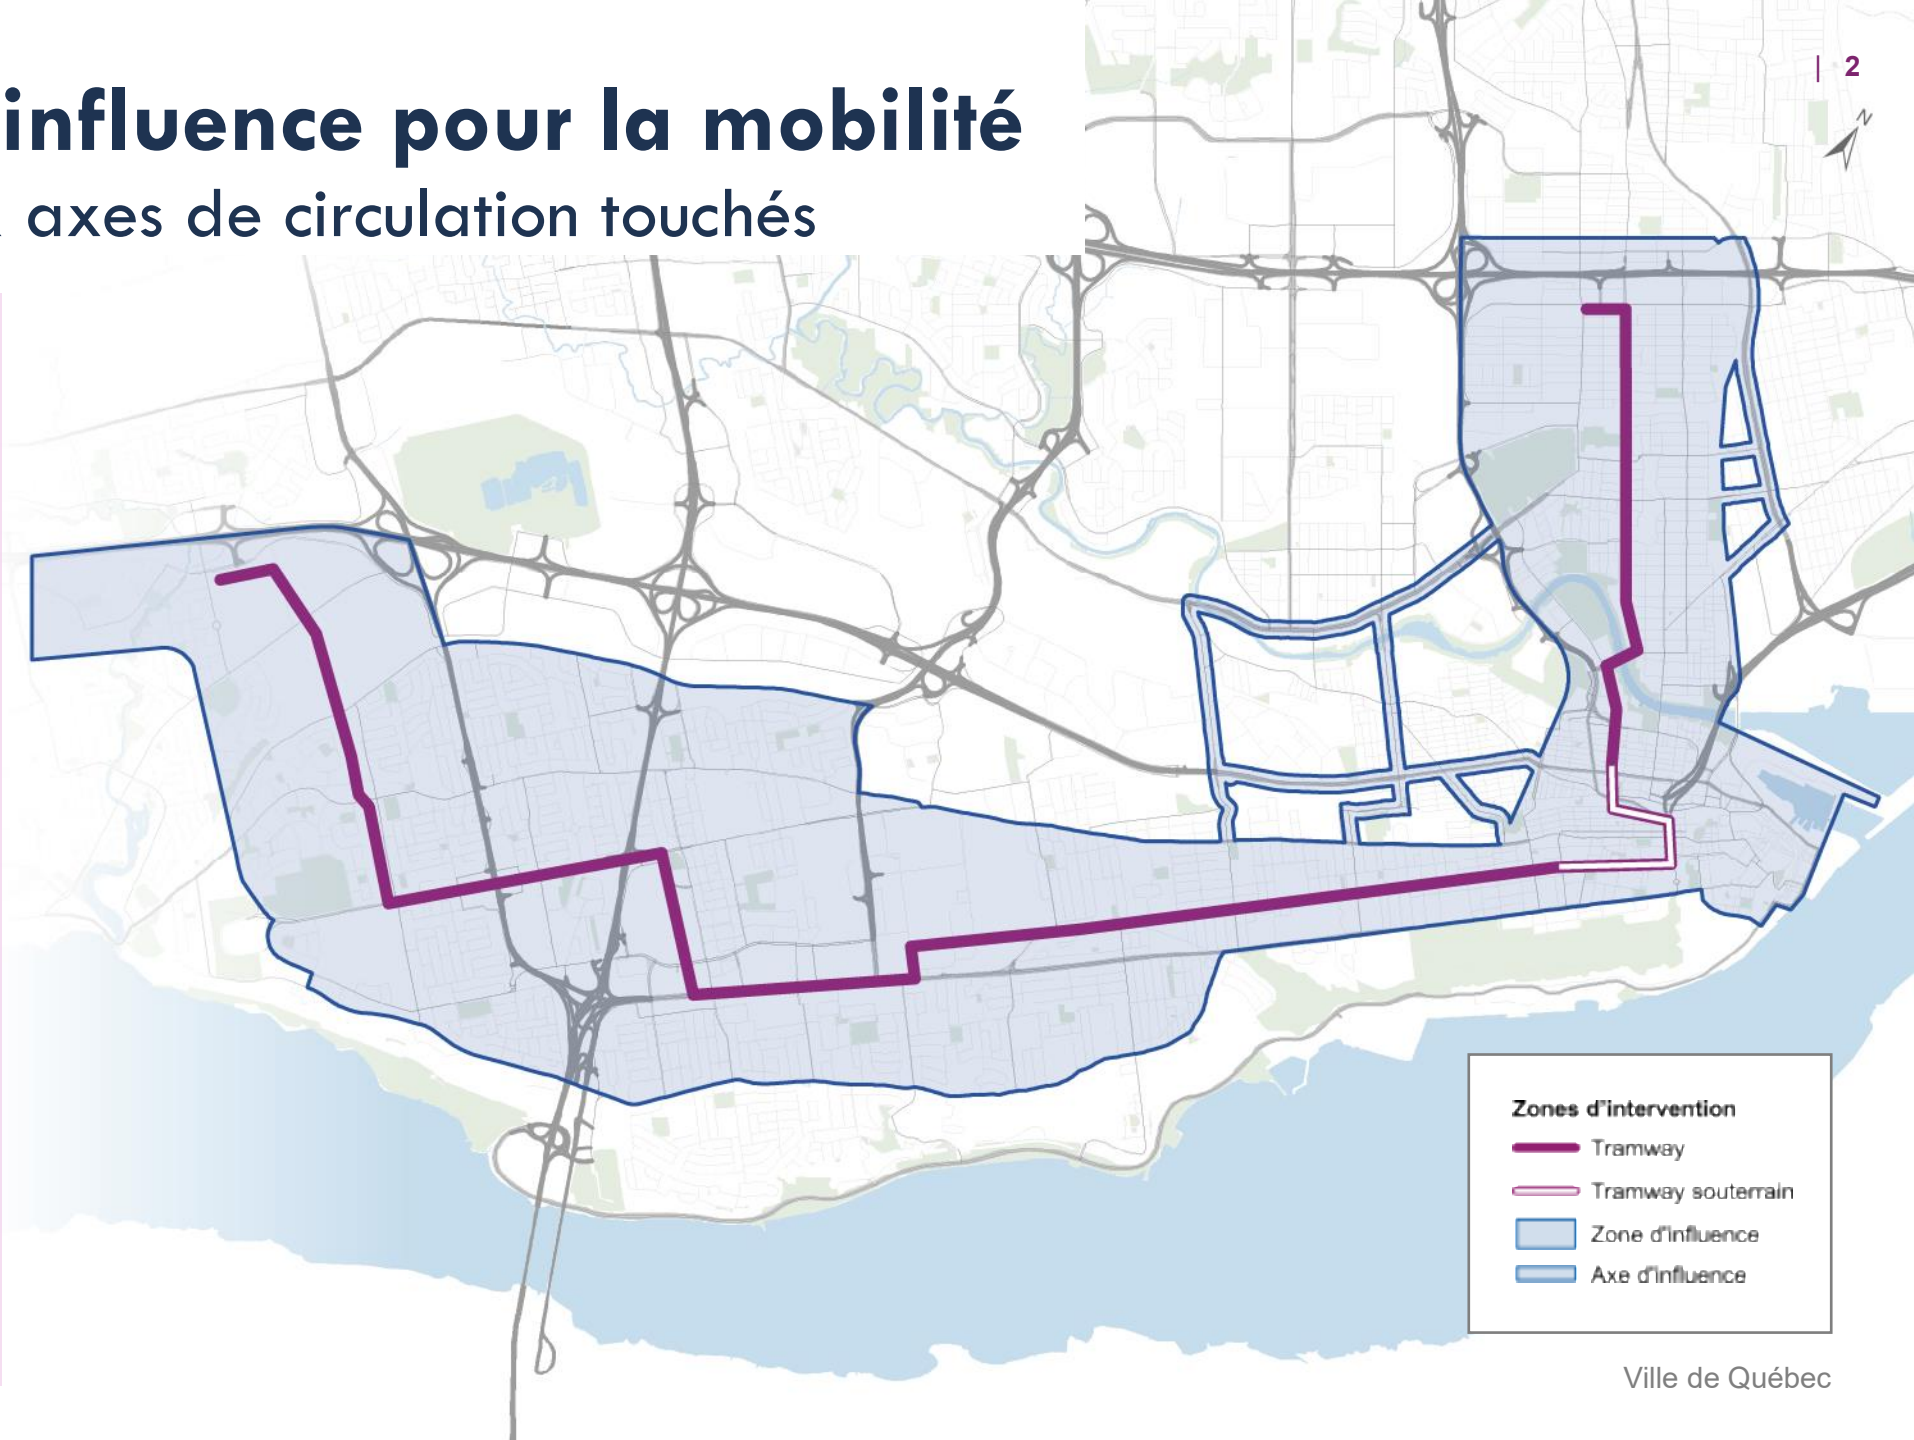 | 2
influence pour la mobilité
axes de circulation touchés
N
Zones d'intervention
Tramway
Tramway souterrain
Zone d'influence
Axe d'influence
Ville de Québec